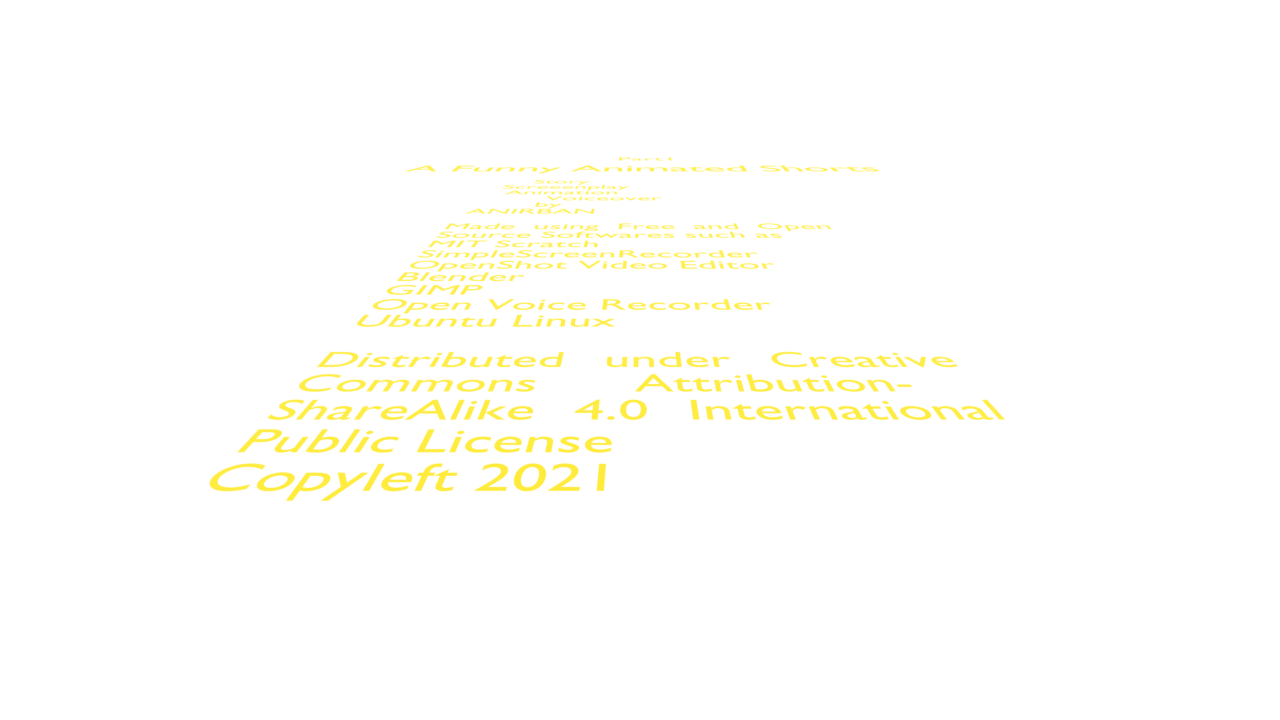 Part I
A Funny Animated Shorts
Story
Screeenplay
Animation
Voiceover
by
ANIRBAN
Made using Free and Open
Source Softwares such as
MIT Scratch
SimpleScreenRecorder
OpenShot Video Editor
Blender
GIMP
Open Voice Recorder
Ubuntu Linux
Distributed under Creative
Commons Attribution-
ShareAlike 4.0 International
Public License
Copyleft 2021